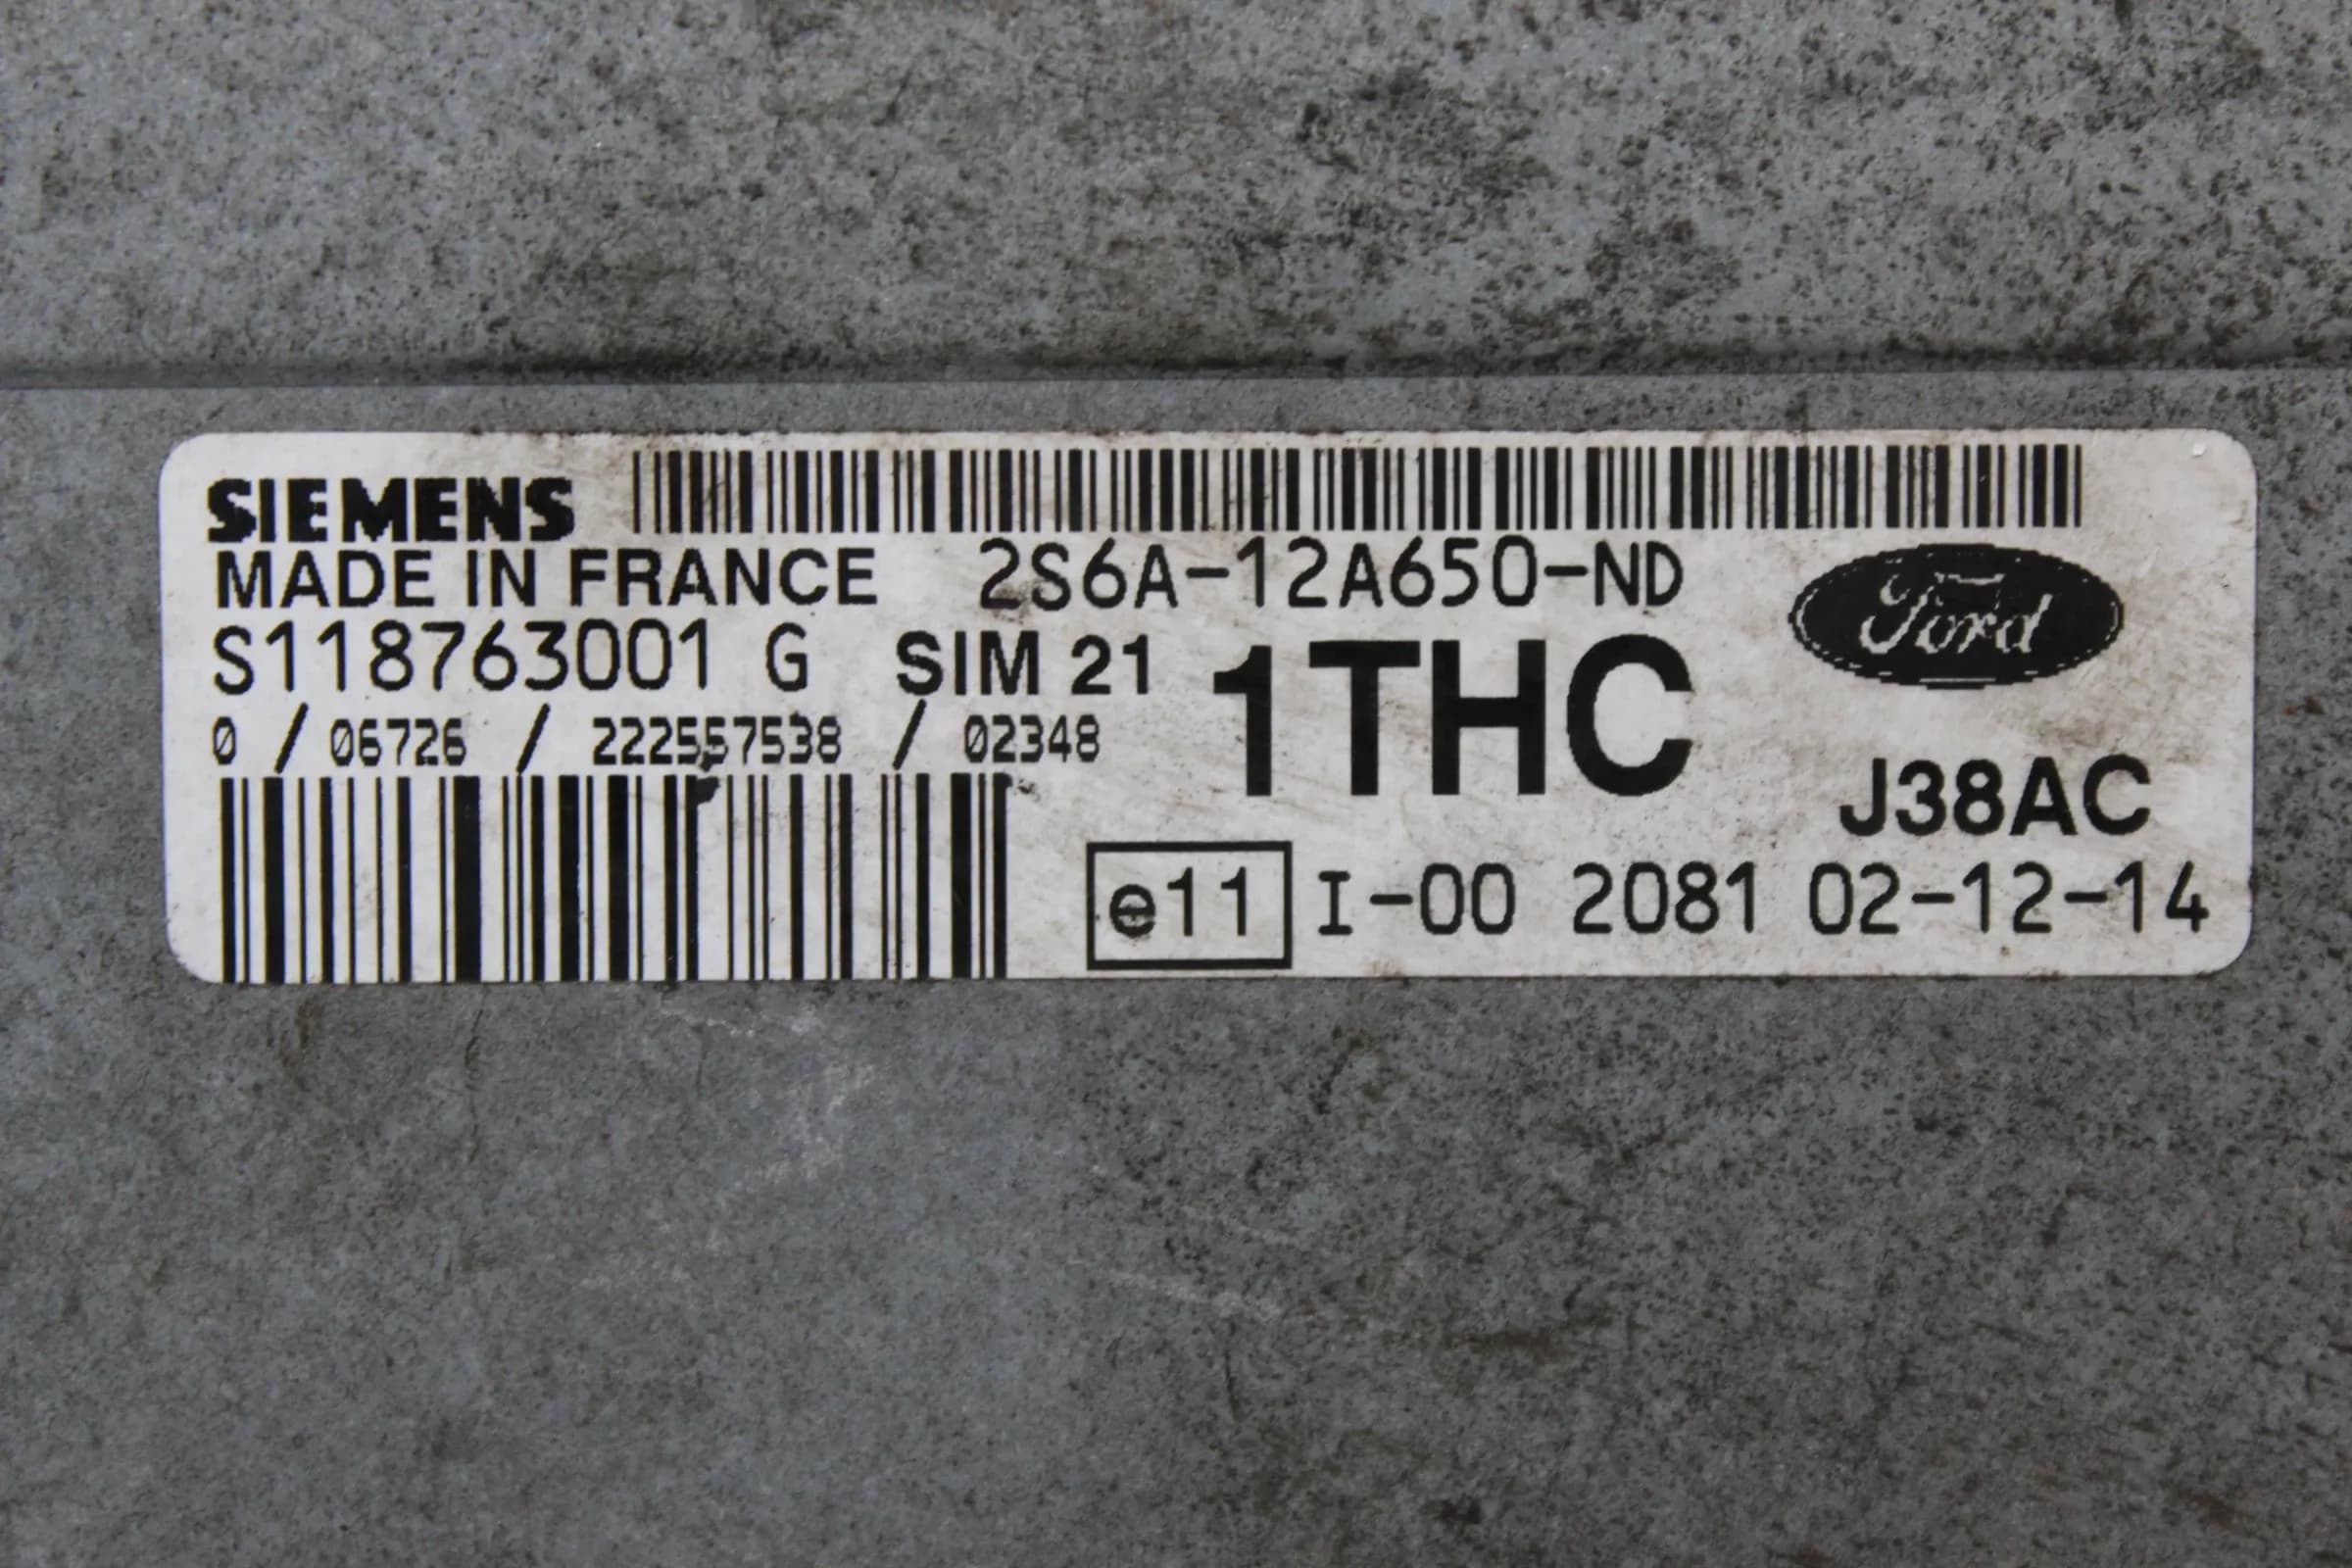 SIEMENS
MADE IN FRANCE 2S6A-12A650-ND
Ford
S118763001 G SIM 21 1THC
0 / 06726 / 222557538 / 02348
J38AC
e11 I-00 2081 02-12-14